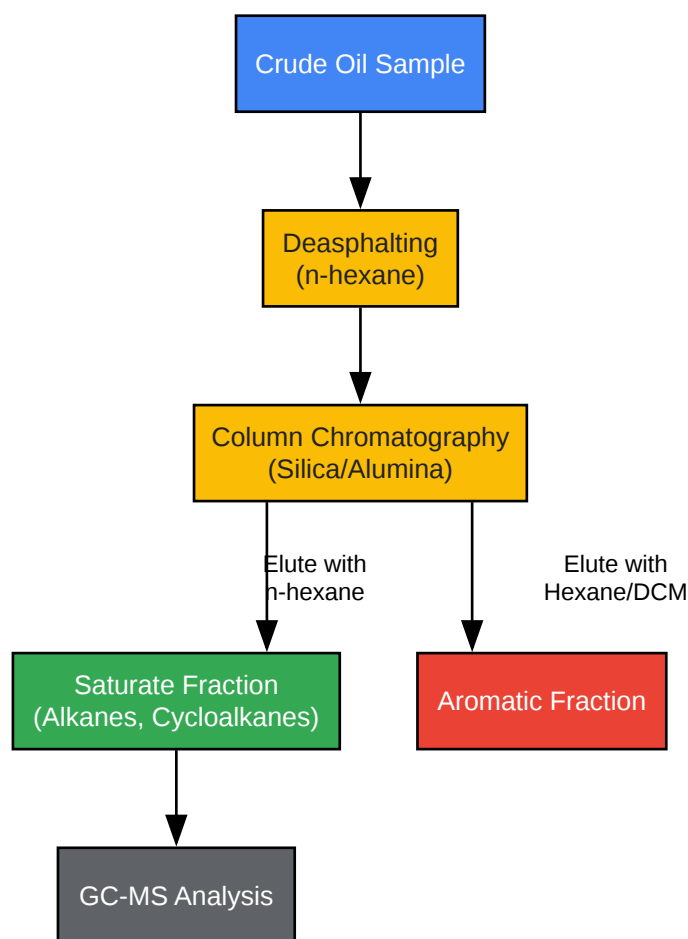 Crude Oil Sample
Deasphalting
(n-hexane)
Column Chromatography
(Silica/Alumina)
Elute with
n-hexane
Elute with
Hexane/DCM
Saturate Fraction
(Alkanes, Cycloalkanes)
Aromatic Fraction
GC-MS Analysis